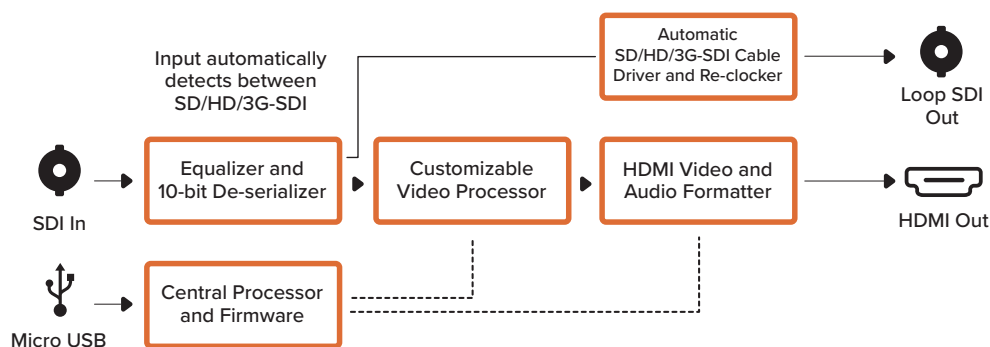 Input automatically
detects between
SD/HD/3G-SDI
Automatic
SD/HD/3G-SDI Cable
Driver and Re-clocker
Loop SDI
Out
SDI In
Equalizer and
10-bit De-serializer
Customizable
Video Processor
HDMI Video and
Audio Formatter
HDMI Out
Micro USB
Central Processor
and Firmware